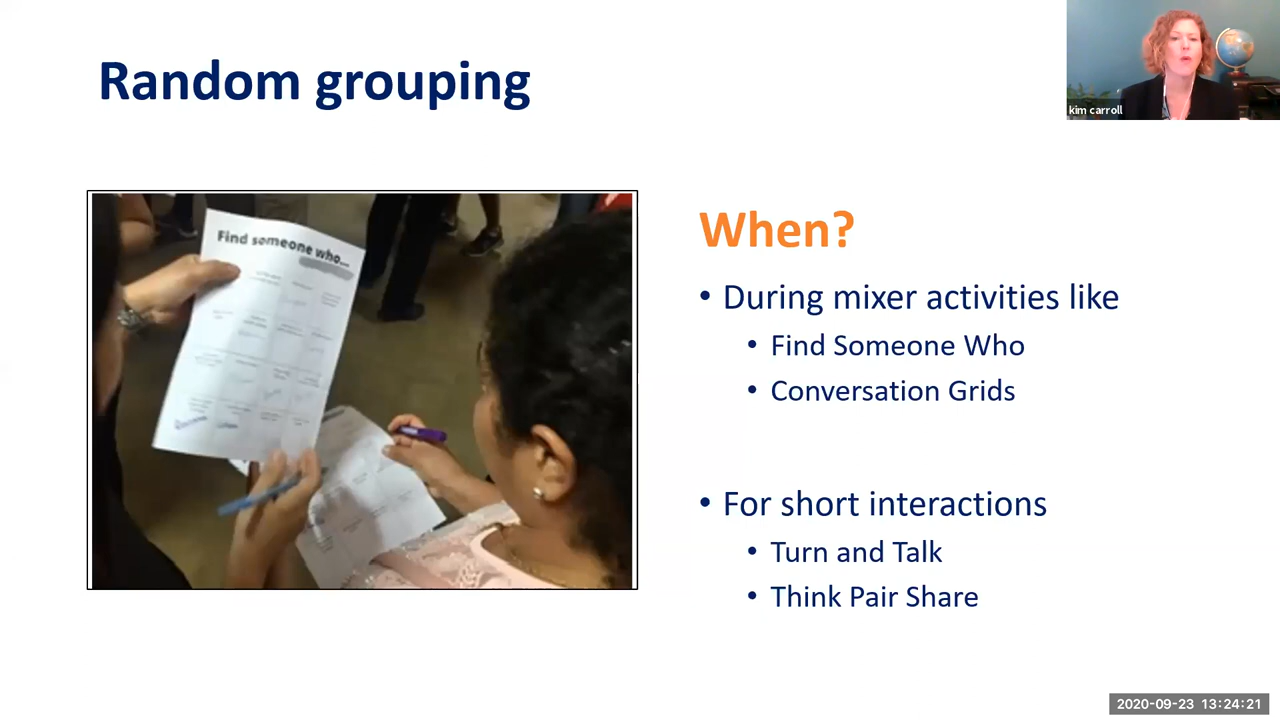 Random grouping
kim carroll
Find someone who...
When?
• During mixer activities like
• Find Someone Who
• Conversation Grids
• For short interactions
• Turn and Talk
• Think Pair Share
2020-09-23 13:24:21